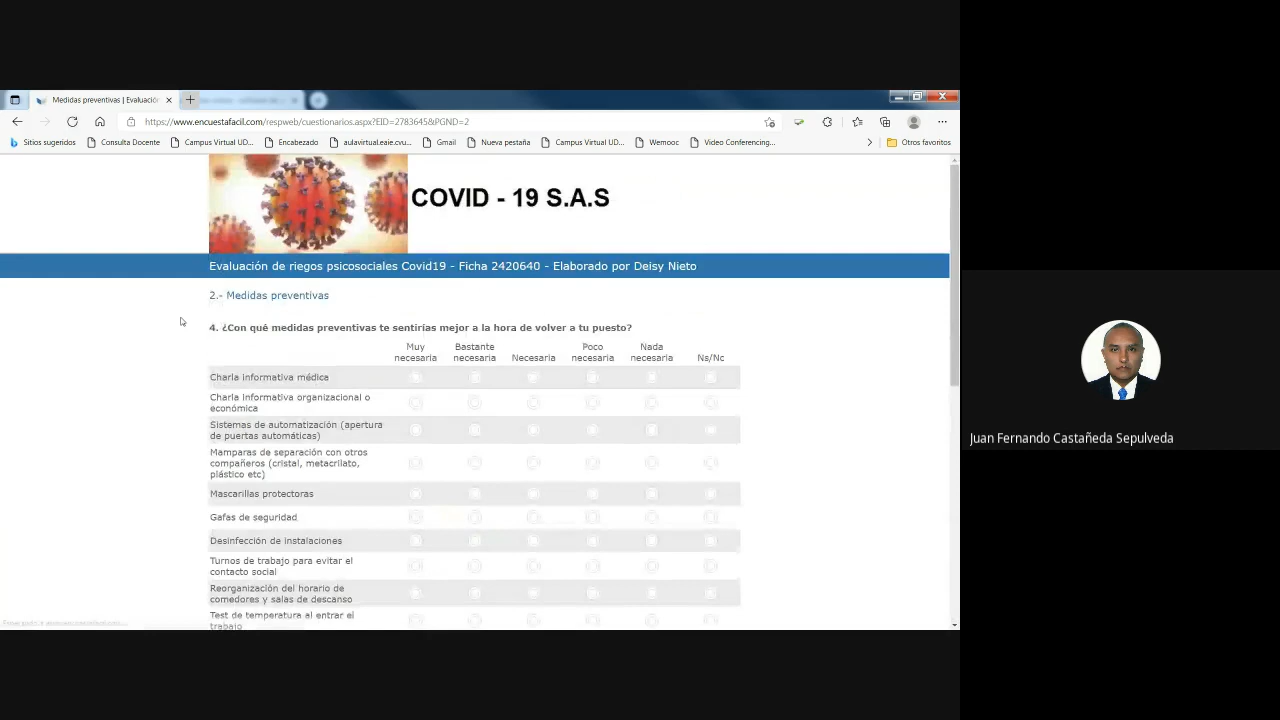 Medidas preventivas | Evaluación
https://www.encuestafacil.com/respweb/cuestionarios.aspx?EID=2783645&PGND=2
Sitios sugeridos Consulta Docente Campus Virtual UD... Encabezado aulavirtual.eaie.cvu... Gmail Nueva pestaña Campus Virtual UD... Wemooc Video Conferencing... Otros favoritos
COVID - 19 S.A.S
Evaluación de riegos psicosociales Covid19 - Ficha 2420640 - Elaborado por Deisy Nieto
2.- Medidas preventivas
4. ¿Con qué medidas preventivas te sentirías mejor a la hora de volver a tu puesto?
Muy necesaria Bastante necesaria Necesaria Poco necesaria Nada necesaria Ns/Nc
Charla informativa médica
Charla informativa organizacional o
económica
Sistemas de automatización (apertura
de puertas automáticas)
Mamparas de separación con otros
compañeros (cristal, metacrilato,
plástico etc)
Mascarillas protectoras
Gafas de seguridad
Desinfección de instalaciones
Turnos de trabajo para evitar el
contacto social
Reorganización del horario de
comedores y salas de descanso
Test de temperatura al entrar el
trabajo
Juan Fernando Castañeda Sepulveda